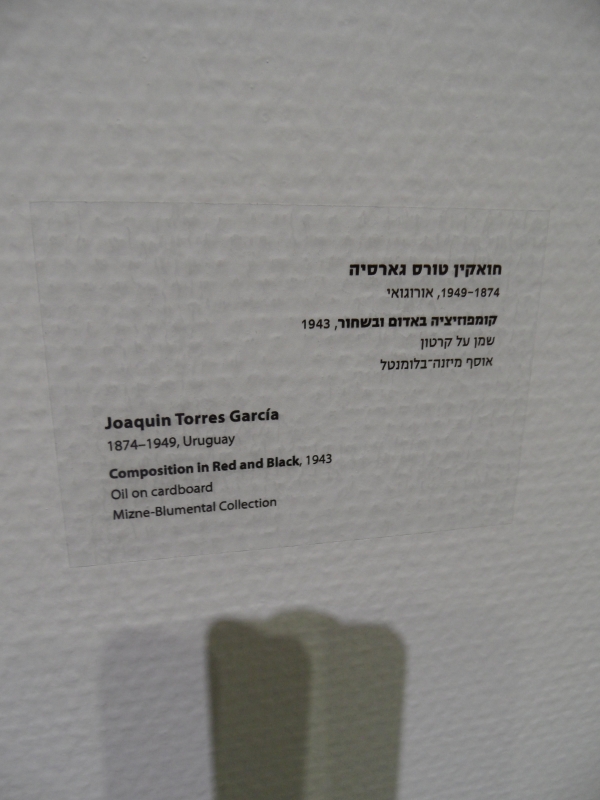 חואקין טורס גארסיה
1949-1874, אורוגואי
קומפוזיציה באדום ובשחור, 1943
שמן על קרטון
אוסף מיזנה־בלומנטל
Joaquin Torres García
1874–1949, Uruguay
Composition in Red and Black, 1943
Oil on cardboard
Mizne-Blumental Collection